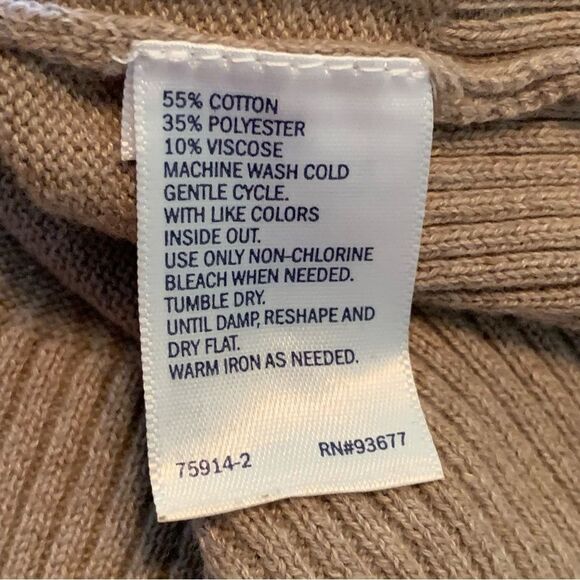 55% COTTON
35% POLYESTER
10% VISCOSE
MACHINE WASH COLD
GENTLE CYCLE.
WITH LIKE COLORS
INSIDE OUT.
USE ONLY NON-CHLORINE
BLEACH WHEN NEEDED.
TUMBLE DRY.
UNTIL DAMP, RESHAPE AND
DRY FLAT.
WARM IRON AS NEEDED.
75914-2 RN#93677